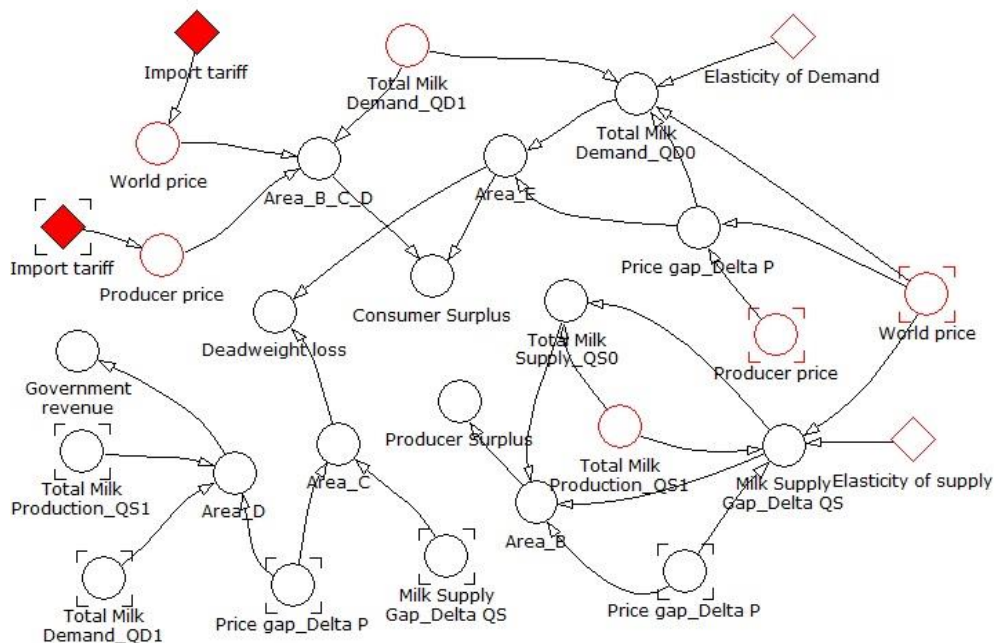 Import tariff
Total Milk
Demand_QD1
Elasticity of Demand
World price
Area_B_C_D
Area_E
Total Milk
Demand_QD0
Import tariff
Producer price
Consumer Surplus
Price gap_Delta P
World price
Deadweight loss
Total Milk
Supply_QS0
Producer price
Government
revenue
Producer Surplus
Total Milk
Production_QS1
Area_D
Area_C
Total Milk
Production_QS1
Milk Supply
Gap_Delta QS
Elasticity of supply
Area_B
Total Milk
Demand_QD1
Price gap_Delta P
Milk Supply
Gap_Delta QS
Price gap_Delta P